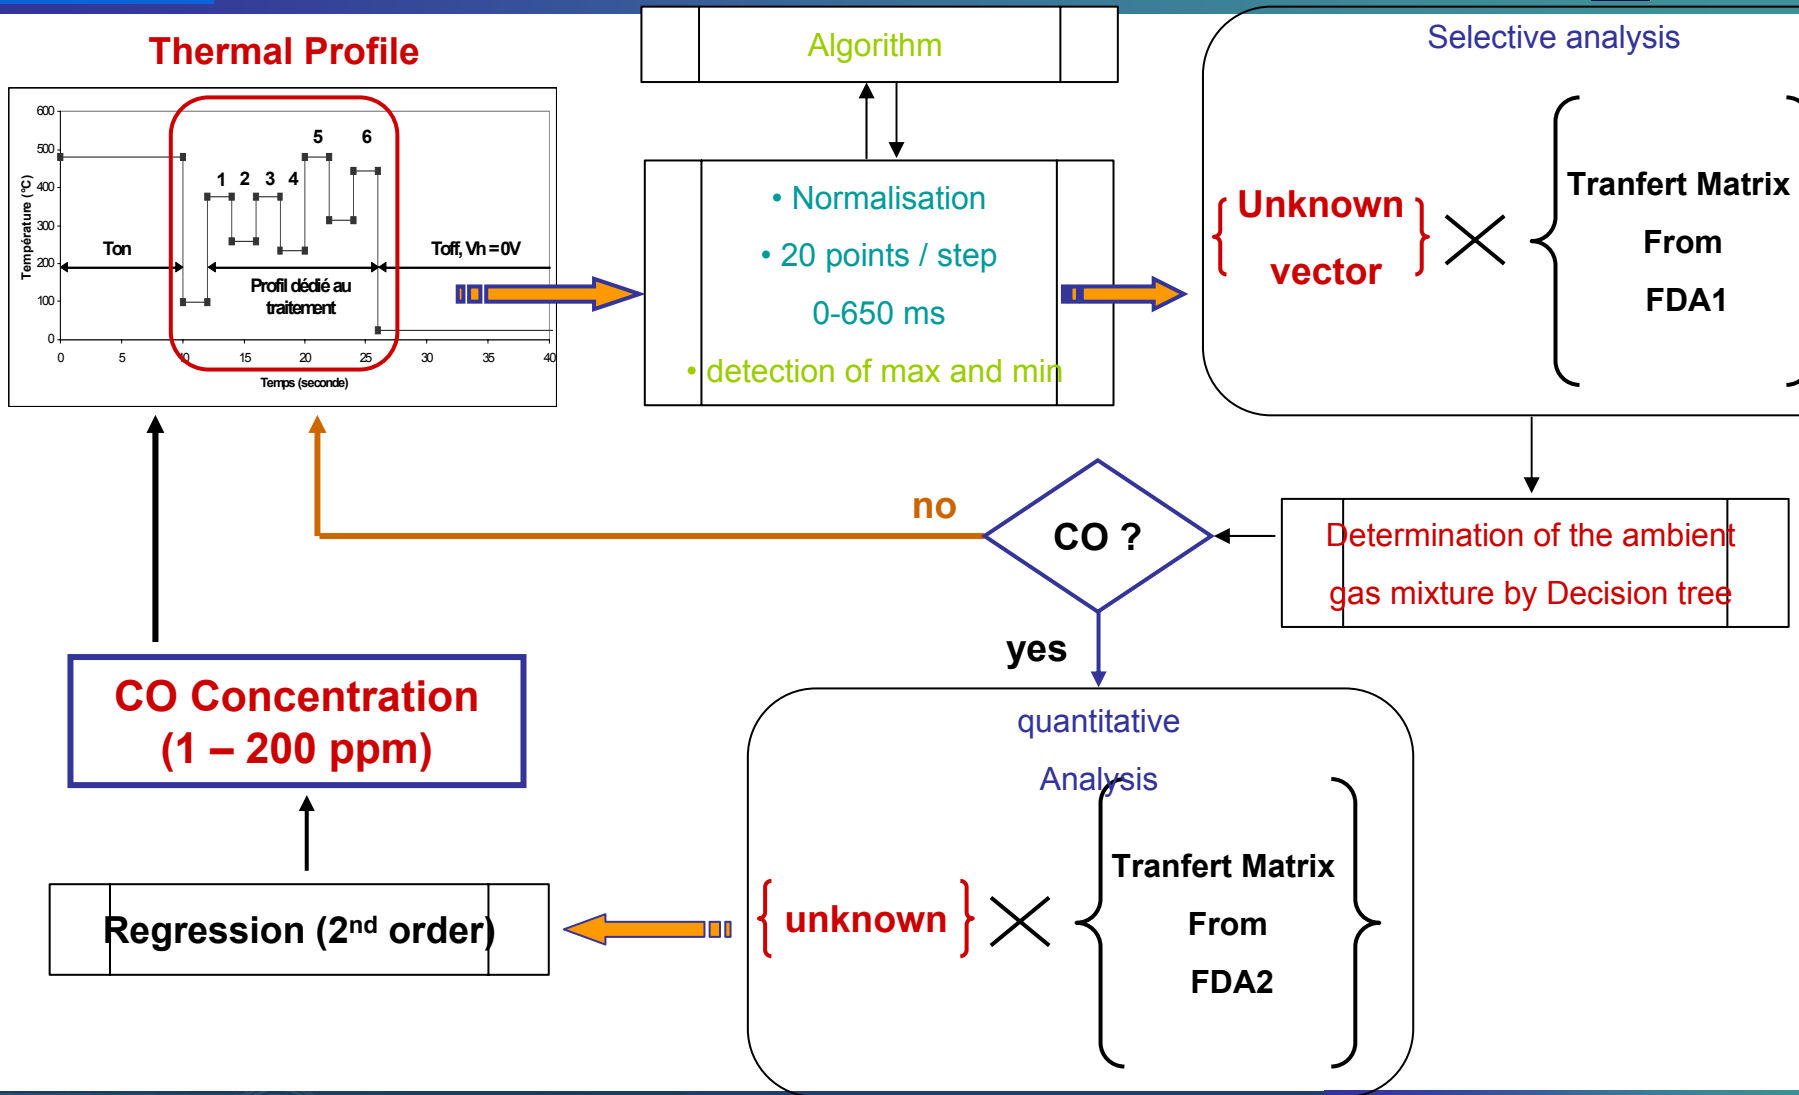 Thermal Profile
600
500
400
300
200
100
0
Température (°C)
1 2 3 4 5 6
Ton
Toff, Vh = 0V
Profil dédié au
traitement
0 5 10 15 20 25 30 35 40
Temps (seconde)
Algorithm
• Normalisation
• 20 points / step
0-650 ms
• detection of max and min
Selective analysis
Unknown
vector
Tranfert Matrix
From
FDA1
Determination of the ambient
gas mixture by Decision tree
CO ?
no
yes
quantitative
Analysis
unknown
Tranfert Matrix
From
FDA2
Regression (2nd order)
CO Concentration
(1 – 200 ppm)